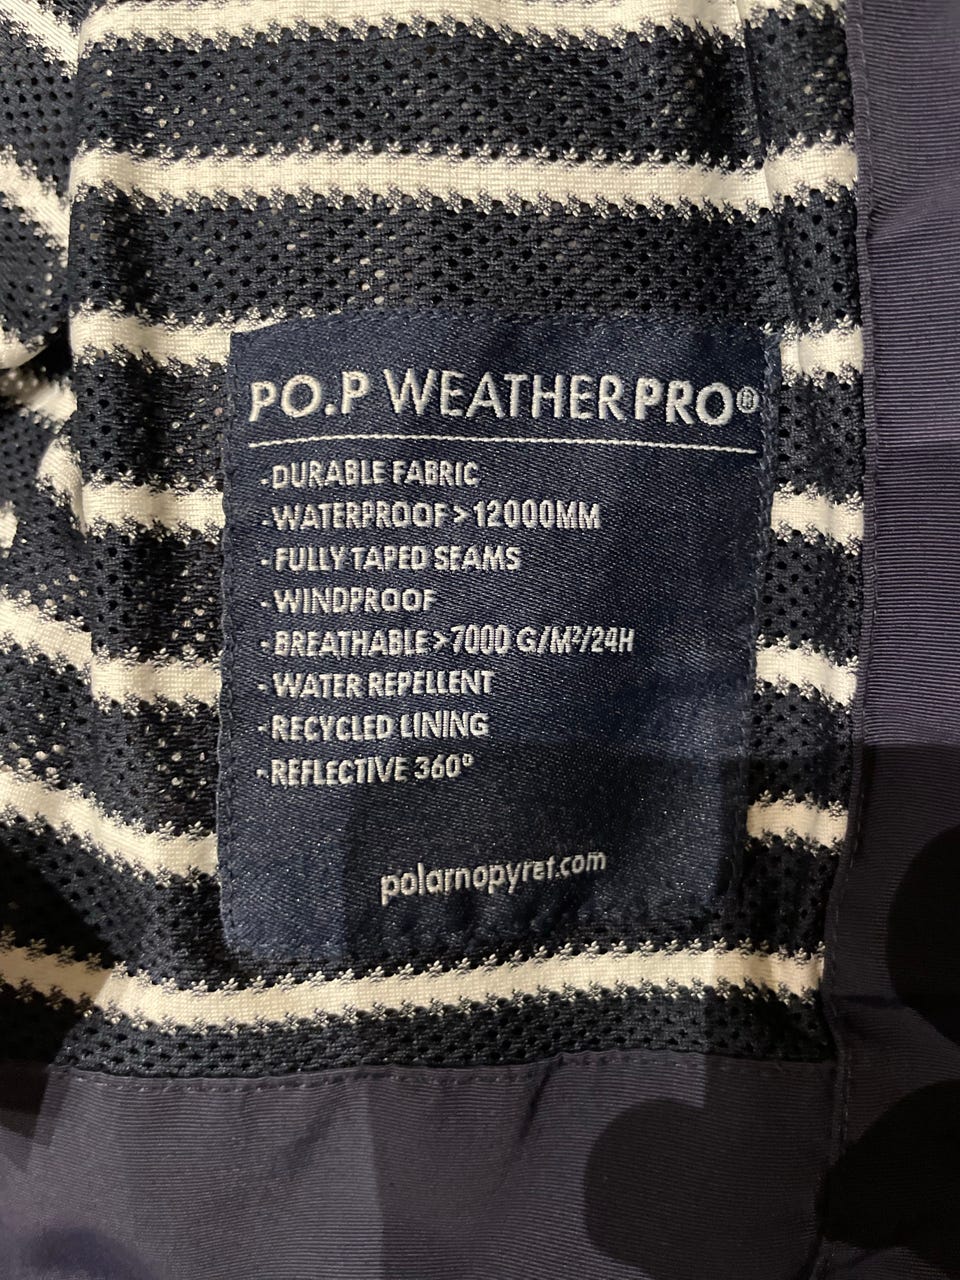 PO.P WEATHERPRO®
-DURABLE FABRIC
-WATERPROOF>12000MM
-FULLY TAPED SEAMS
-WINDPROOF
-BREATHABLE>7000 G/M²/24H
-WATER REPELLENT
-RECYCLED LINING
-REFLECTIVE 360°
polarnopyret.com